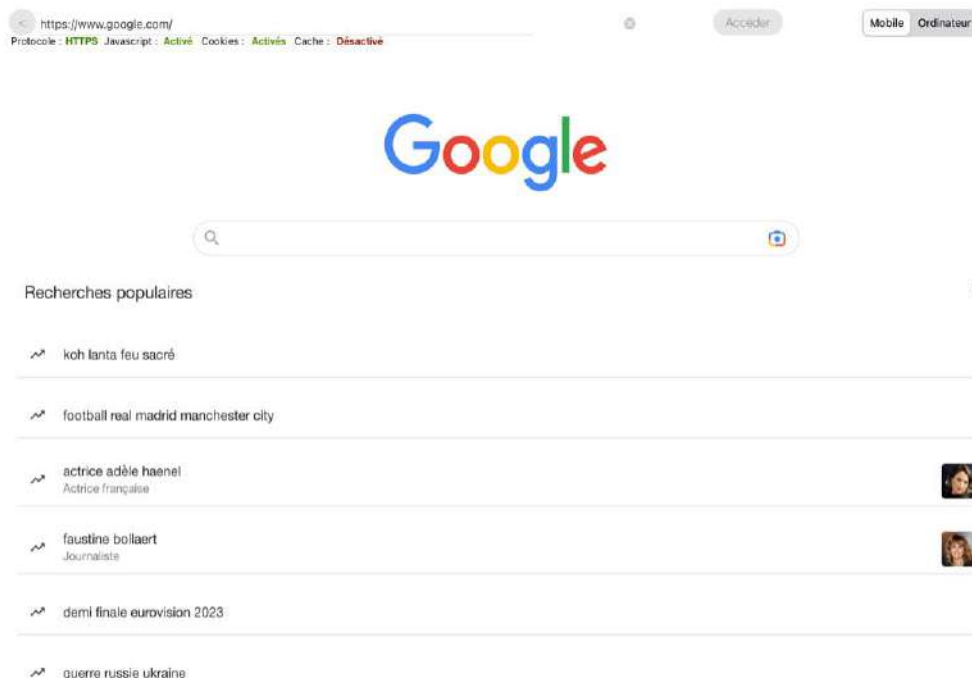 < https://www.google.com/ Accéder Mobile Ordinateur
Protocole : HTTPS Javascript : Activé Cookies : Activés Cache : Désactivé
Google
Recherches populaires
koh lanta feu sacré
football real madrid manchester city
actrice adèle haenel
Actrice française
faustine bollaert
Journaliste
demi finale eurovision 2023
guerre russie ukraine